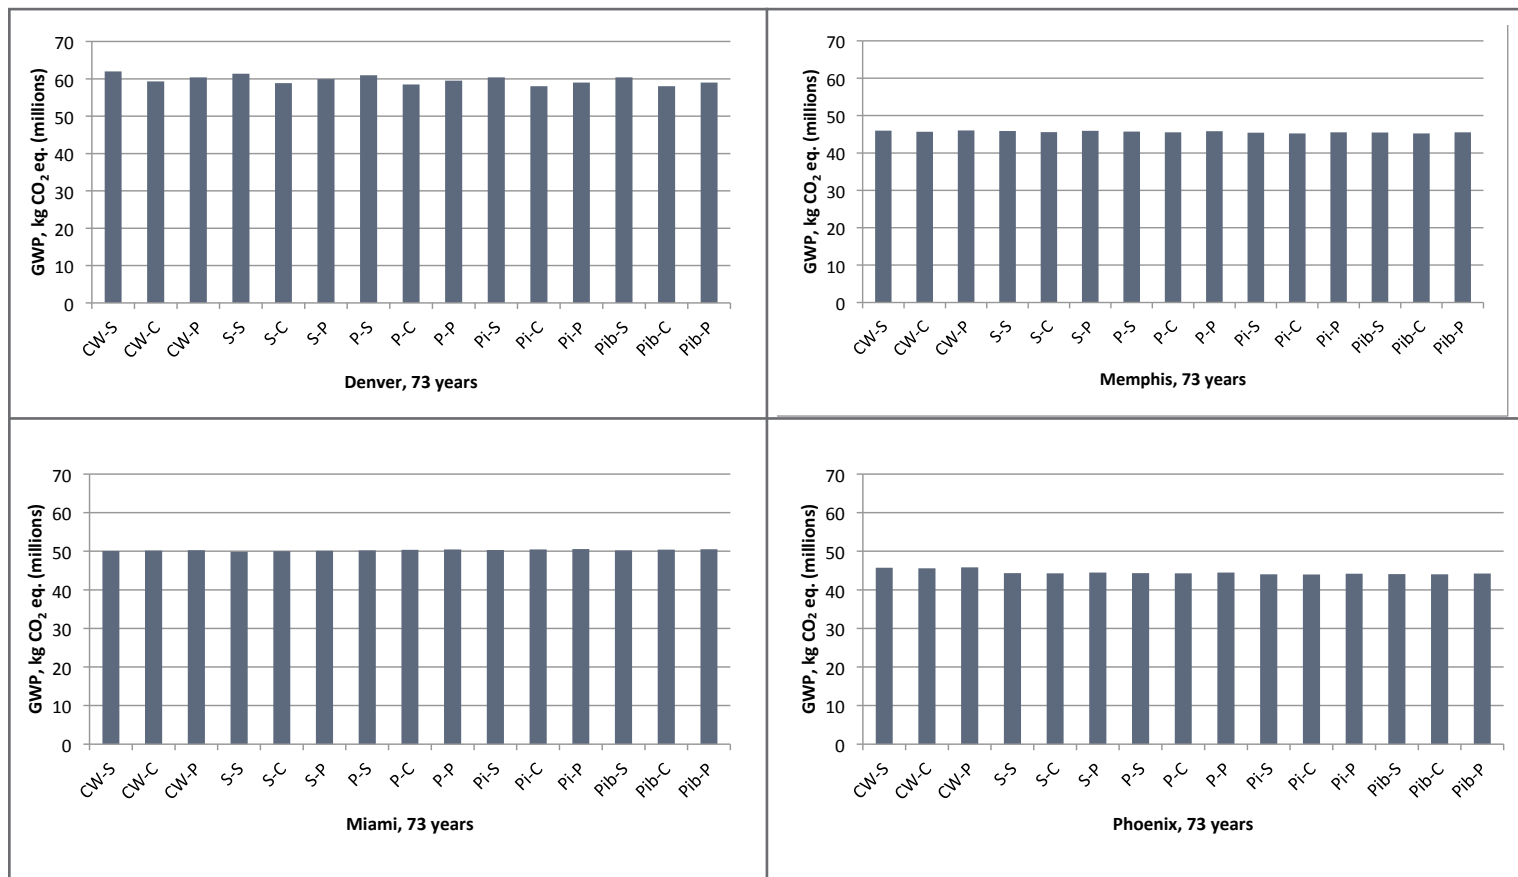 70
60
50
40
30
20
10
0
GWP, kg CO₂ eq. (millions)
CW-S CW-C CW-P S-S S-C S-P P-S P-C P-P Pi-S Pi-C Pi-P Pib-S Pib-C Pib-P
Denver, 73 years
70
60
50
40
30
20
10
0
GWP, kg CO₂ eq. (millions)
CW-S CW-C CW-P S-S S-C S-P P-S P-C P-P Pi-S Pi-C Pi-P Pib-S Pib-C Pib-P
Memphis, 73 years
70
60
50
40
30
20
10
0
GWP, kg CO₂ eq. (millions)
CW-S CW-C CW-P S-S S-C S-P P-S P-C P-P Pi-S Pi-C Pi-P Pib-S Pib-C Pib-P
Miami, 73 years
70
60
50
40
30
20
10
0
GWP, kg CO₂ eq. (millions)
CW-S CW-C CW-P S-S S-C S-P P-S P-C P-P Pi-S Pi-C Pi-P Pib-S Pib-C Pib-P
Phoenix, 73 years